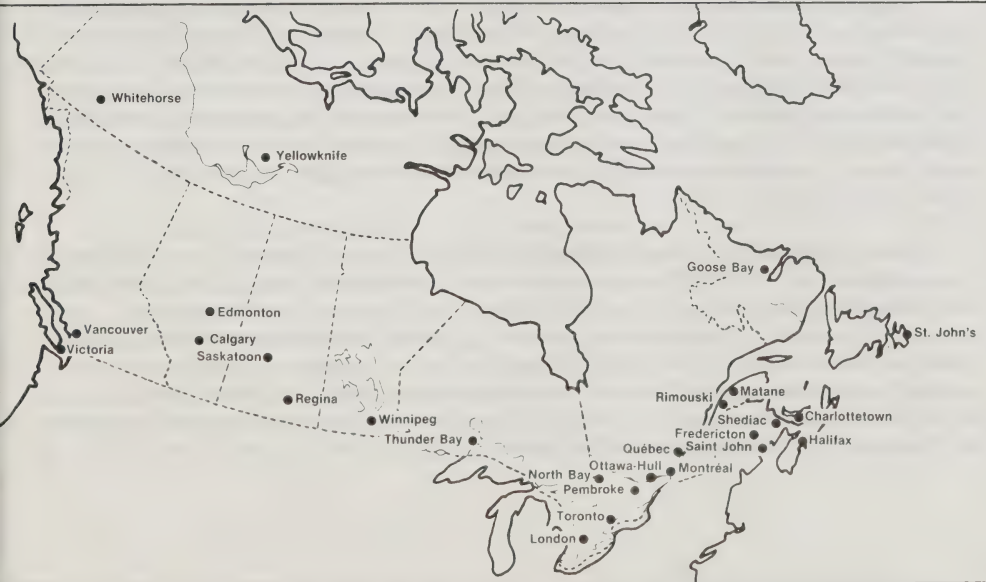 Whitehorse
Yellowknife
Goose Bay
Edmonton
Vancouver
Calgary
Victoria
Saskatoon
St. John's
Regina
Winnipeg
Thunder Bay
Matane
Rimouski
Shediac
Charlottetown
Fredericton
Halifax
Québec
Saint John
Ottawa-Hull
Montréal
North Bay
Pembroke
Toronto
London